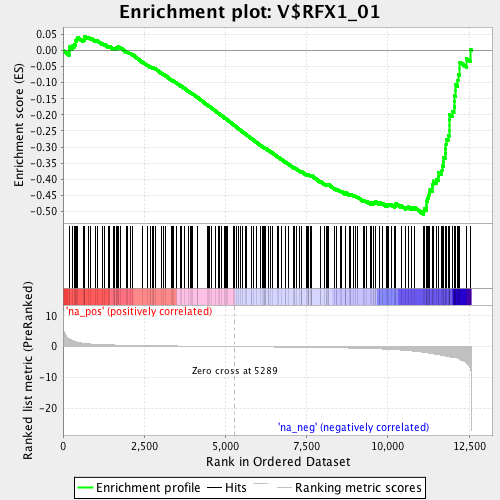 Enrichment plot: V$RFX1_01
Enrichment score (ES)
0.05
0.00
-0.05
-0.10
-0.15
-0.20
-0.25
-0.30
-0.35
-0.40
-0.45
-0.50
'na_pos' (positively correlated)
Ranked list metric (PreRanked)
10
0
-10
-20
Zero cross at 5289
'na_neg' (negatively correlated)
0
2,500
5,000
7,500
10,000
12,500
Rank in Ordered Dataset
Enrichment profile
Hits
Ranking metric scores